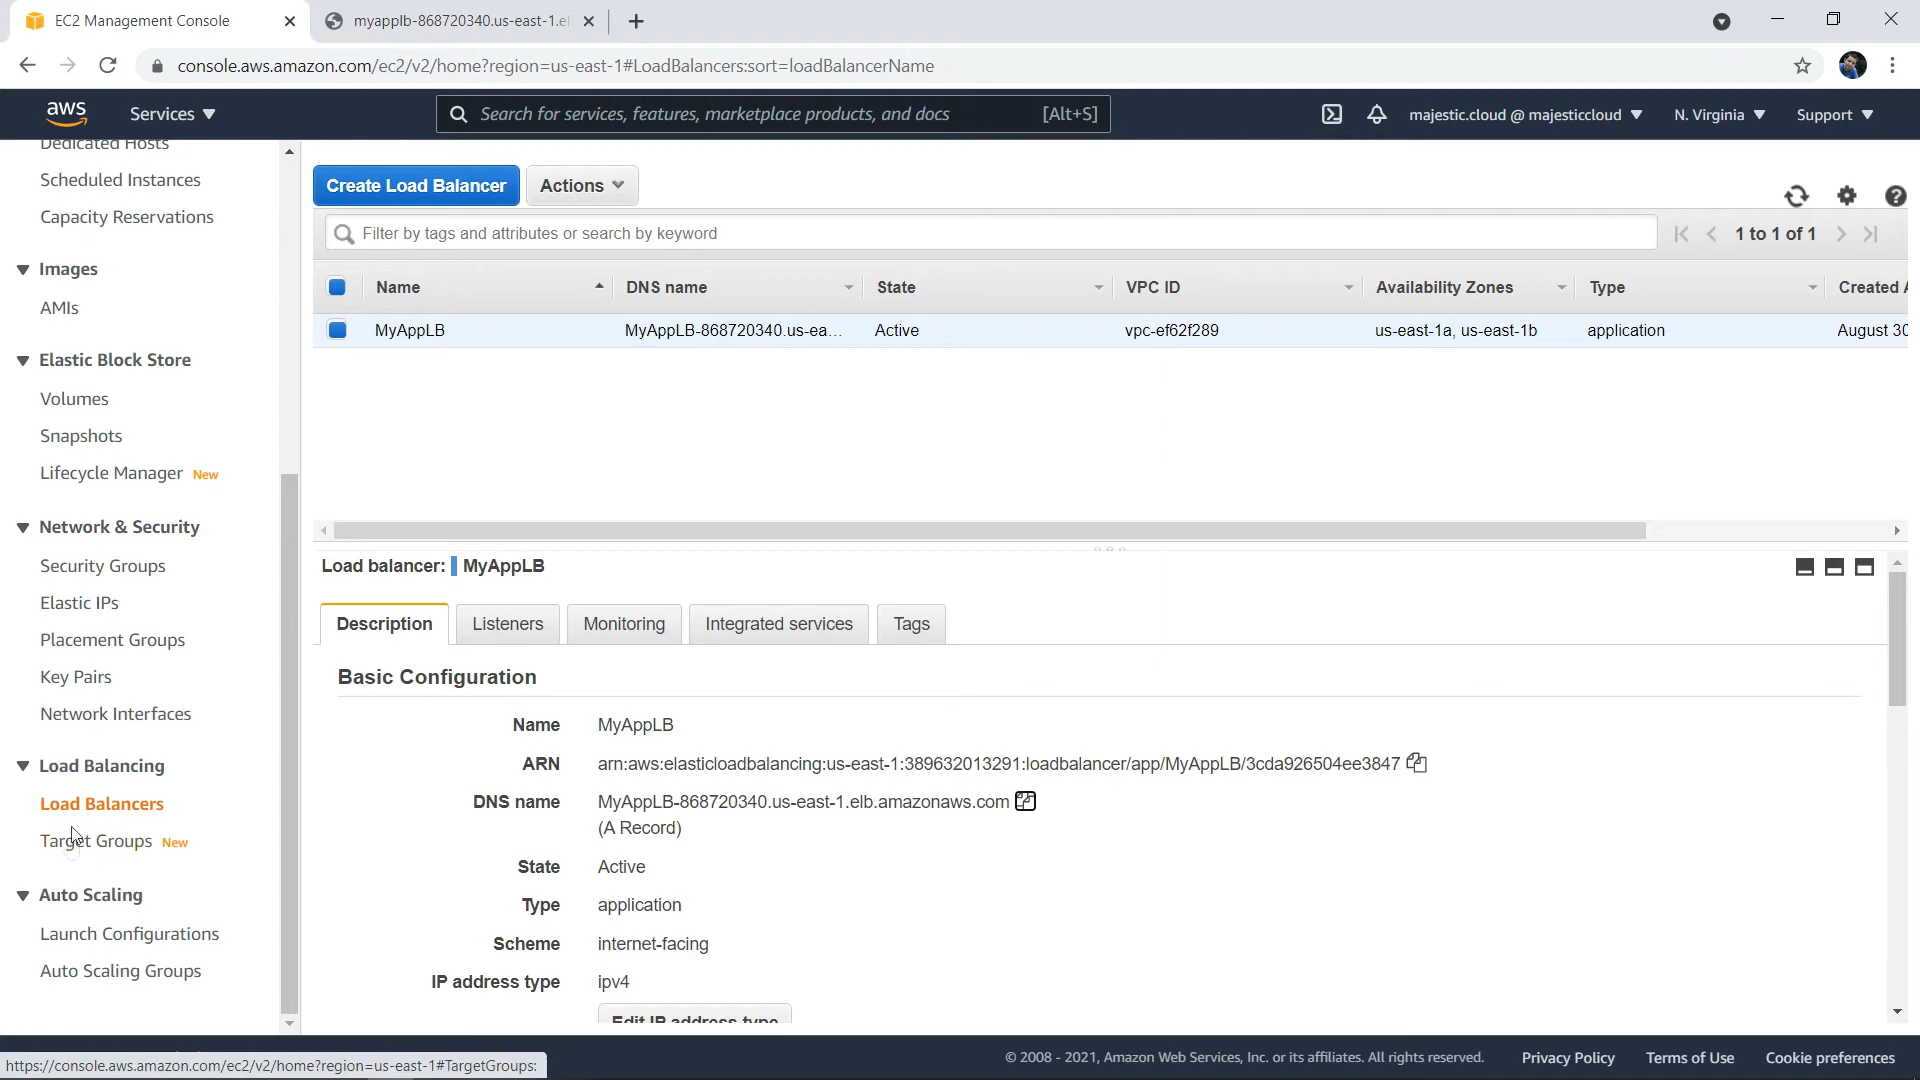 EC2 Management Console
myapplb-868720340.us-east-1.el
console.aws.amazon.com/ec2/v2/home?region=us-east-1#LoadBalancers:sort=loadBalancerName
aws
Services
Search for services, features, marketplace products, and docs
[Alt+S]
majestic.cloud @ majesticcloud
N. Virginia
Support
Dedicated Hosts
Scheduled Instances
Capacity Reservations
Images
AMIs
Elastic Block Store
Volumes
Snapshots
Lifecycle Manager New
Network & Security
Security Groups
Elastic IPs
Placement Groups
Key Pairs
Network Interfaces
Load Balancing
Load Balancers
Target Groups New
Auto Scaling
Launch Configurations
Auto Scaling Groups
Create Load Balancer
Actions
Filter by tags and attributes or search by keyword
1 to 1 of 1
Name DNS name State VPC ID Availability Zones Type Created A
MyAppLB MyAppLB-868720340.us-ea... Active vpc-ef62f289 us-east-1a, us-east-1b application August 30
Load balancer: MyAppLB
Description Listeners Monitoring Integrated services Tags
Basic Configuration
Name MyAppLB
ARN arn:aws:elasticloadbalancing:us-east-1:389632013291:loadbalancer/app/MyAppLB/3cda926504ee3847
DNS name MyAppLB-868720340.us-east-1.elb.amazonaws.com
(A Record)
State Active
Type application
Scheme internet-facing
IP address type ipv4
Edit IP address type
https://console.aws.amazon.com/ec2/v2/home?region=us-east-1#TargetGroups:
© 2008 - 2021, Amazon Web Services, Inc. or its affiliates. All rights reserved.
Privacy Policy
Terms of Use
Cookie preferences